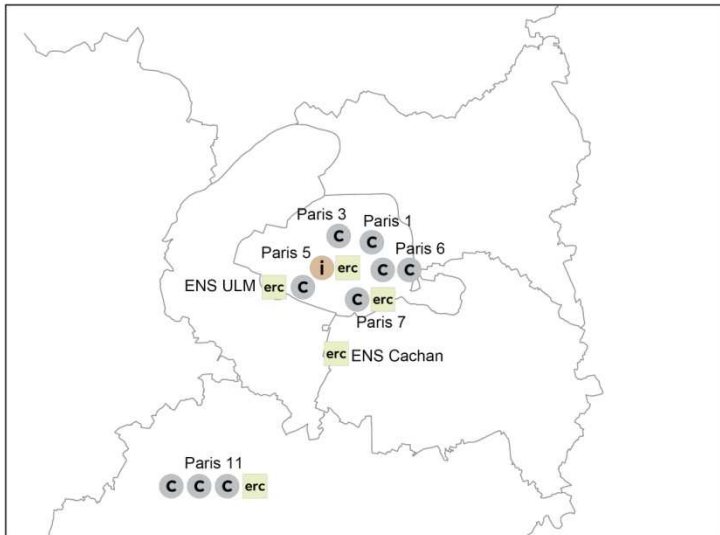 Paris 3
Paris 1
C
C
Paris 5
Paris 6
i
erc
C
C
ENS ULM
erc
C
C
erc
Paris 7
erc
ENS Cachan
Paris 11
C
C
C
erc